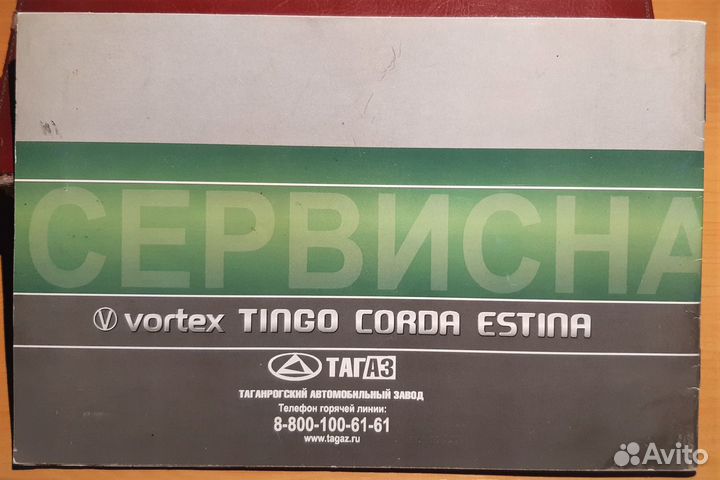 СЕРВИСНА
vortex TINGO CORDA ESTINA
ТАГАЗ
ТАГАНРОГСКИЙ АВТОМОБИЛЬНЫЙ ЗАВОД
Телефон горячей линии:
8-800-100-61-61
www.tagaz.ru
Avito